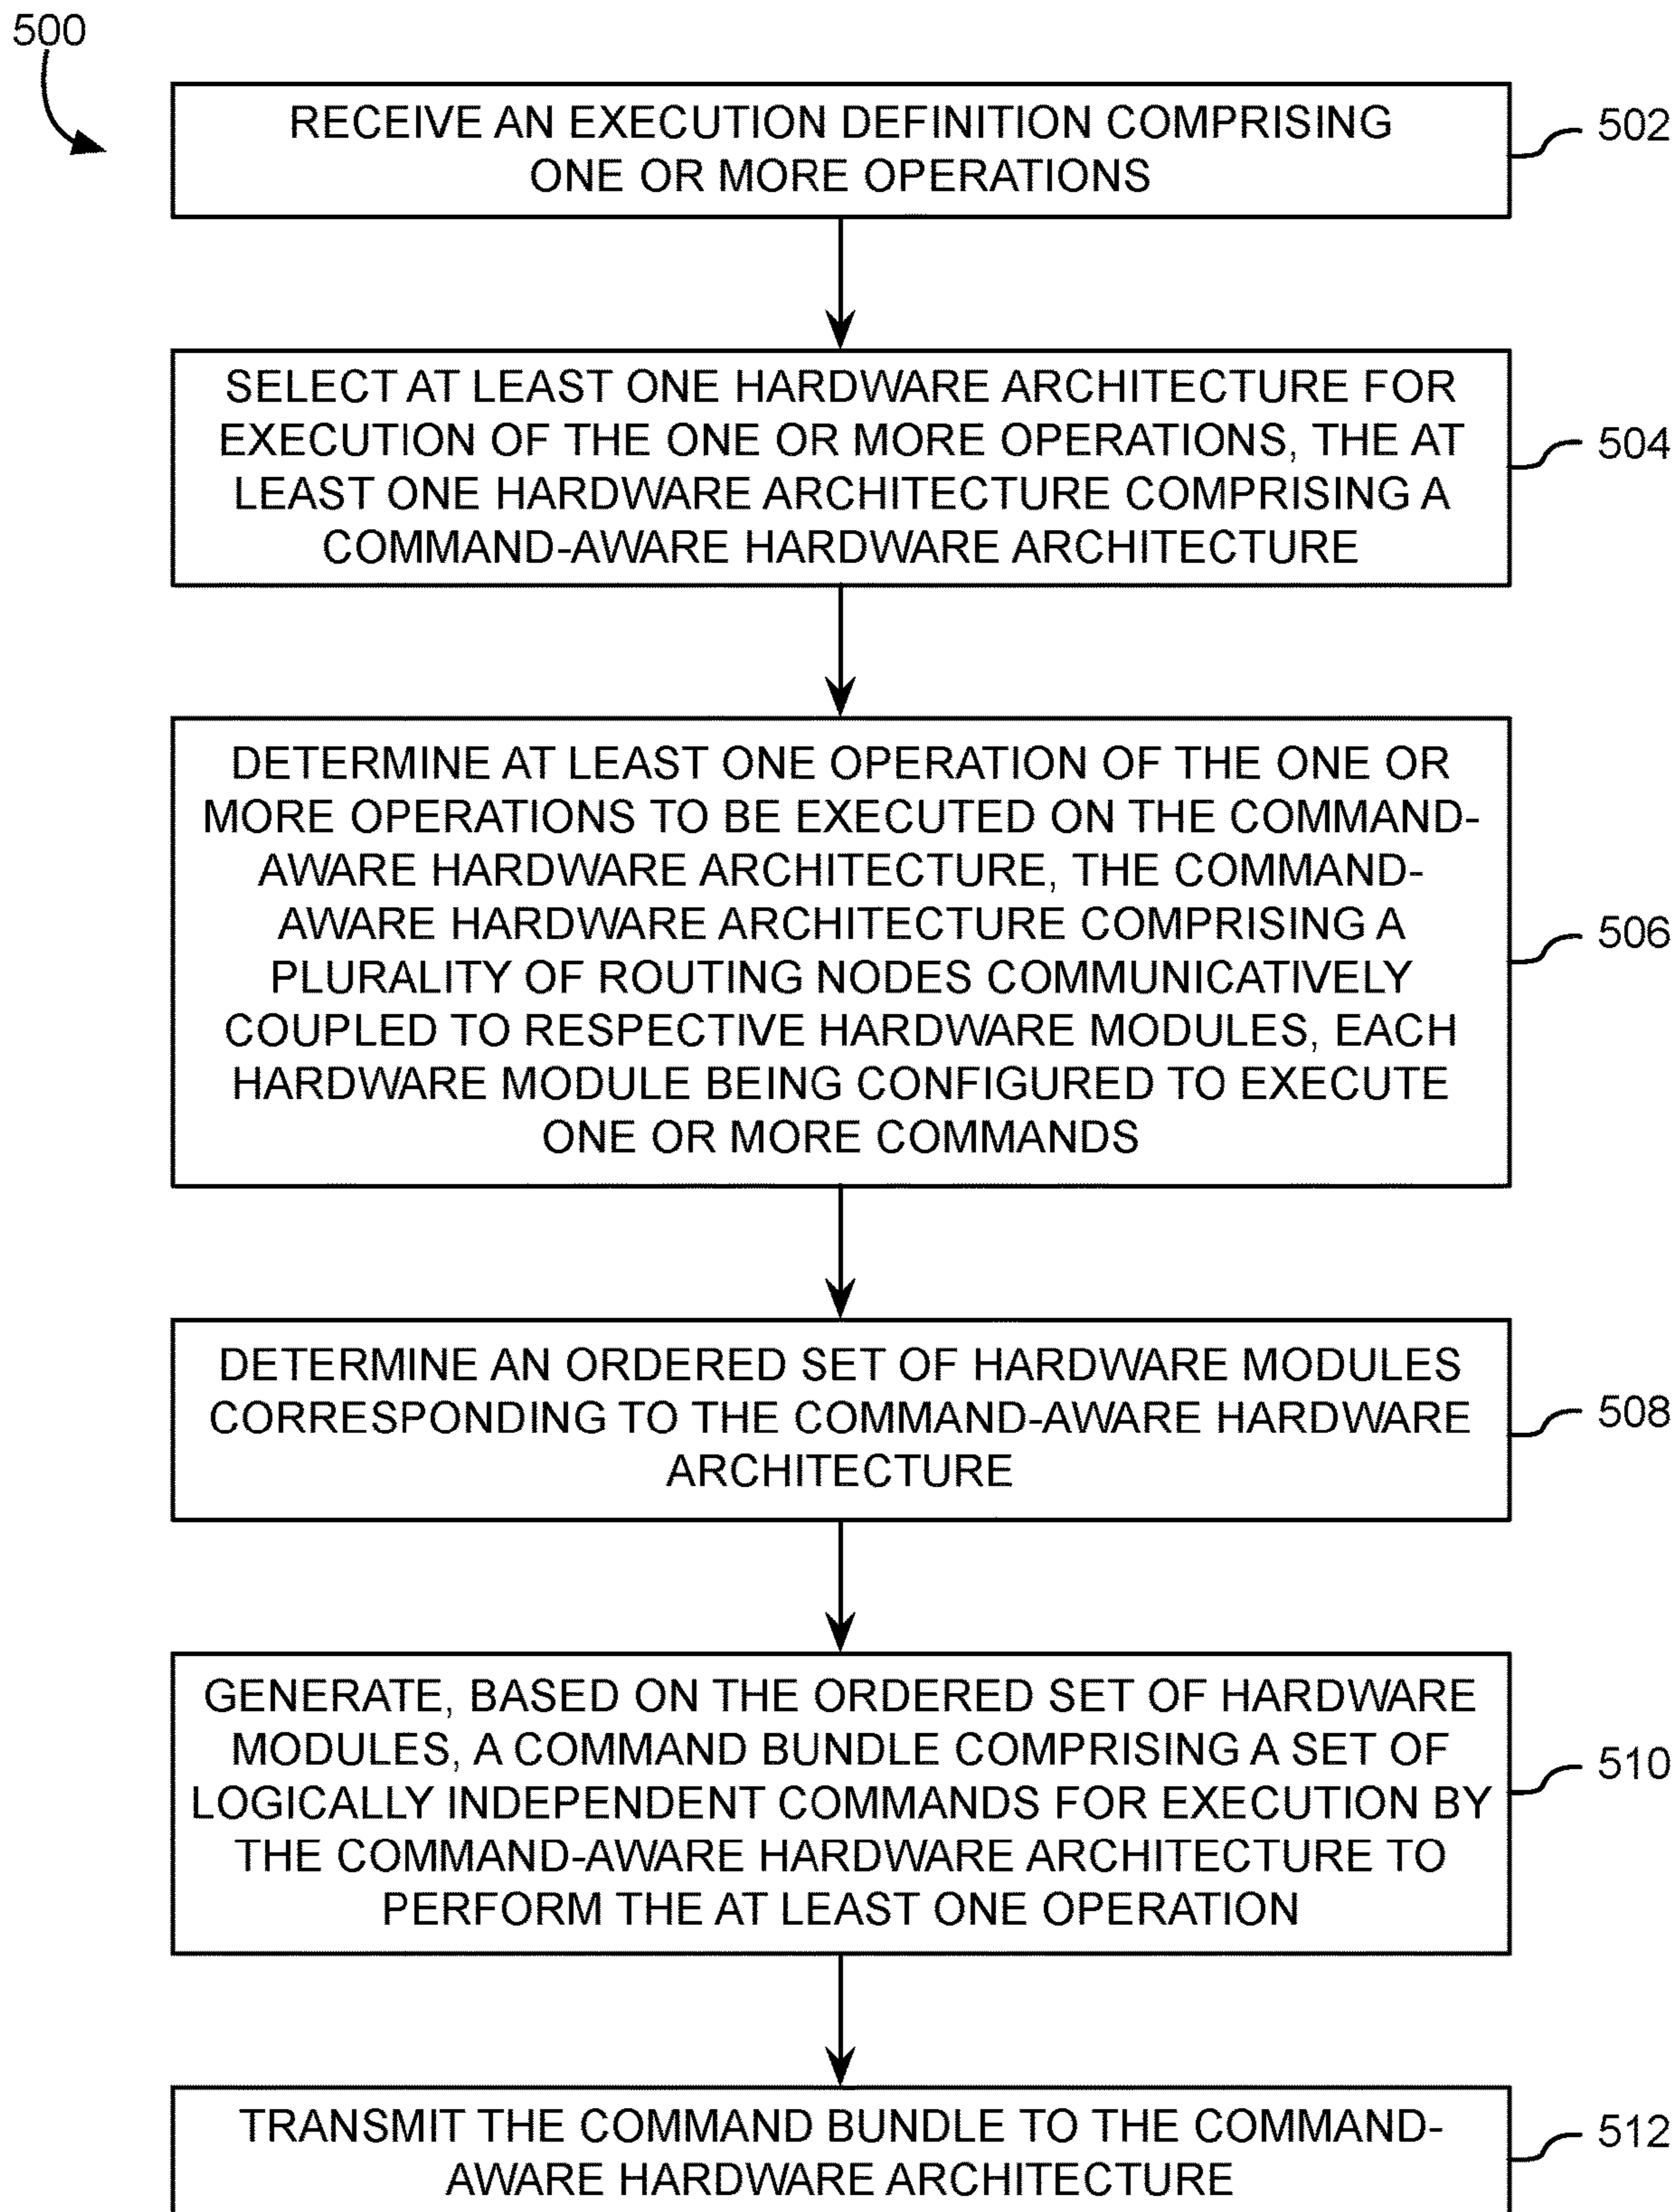 500
RECEIVE AN EXECUTION DEFINITION COMPRISING
ONE OR MORE OPERATIONS
502
SELECT AT LEAST ONE HARDWARE ARCHITECTURE FOR
EXECUTION OF THE ONE OR MORE OPERATIONS, THE AT
LEAST ONE HARDWARE ARCHITECTURE COMPRISING A
COMMAND-AWARE HARDWARE ARCHITECTURE
504
DETERMINE AT LEAST ONE OPERATION OF THE ONE OR
MORE OPERATIONS TO BE EXECUTED ON THE COMMAND-
AWARE HARDWARE ARCHITECTURE, THE COMMAND-
AWARE HARDWARE ARCHITECTURE COMPRISING A
PLURALITY OF ROUTING NODES COMMUNICATIVELY
COUPLED TO RESPECTIVE HARDWARE MODULES, EACH
HARDWARE MODULE BEING CONFIGURED TO EXECUTE
ONE OR MORE COMMANDS
506
DETERMINE AN ORDERED SET OF HARDWARE MODULES
CORRESPONDING TO THE COMMAND-AWARE HARDWARE
ARCHITECTURE
508
GENERATE, BASED ON THE ORDERED SET OF HARDWARE
MODULES, A COMMAND BUNDLE COMPRISING A SET OF
LOGICALLY INDEPENDENT COMMANDS FOR EXECUTION BY
THE COMMAND-AWARE HARDWARE ARCHITECTURE TO
PERFORM THE AT LEAST ONE OPERATION
510
TRANSMIT THE COMMAND BUNDLE TO THE COMMAND-
AWARE HARDWARE ARCHITECTURE
512